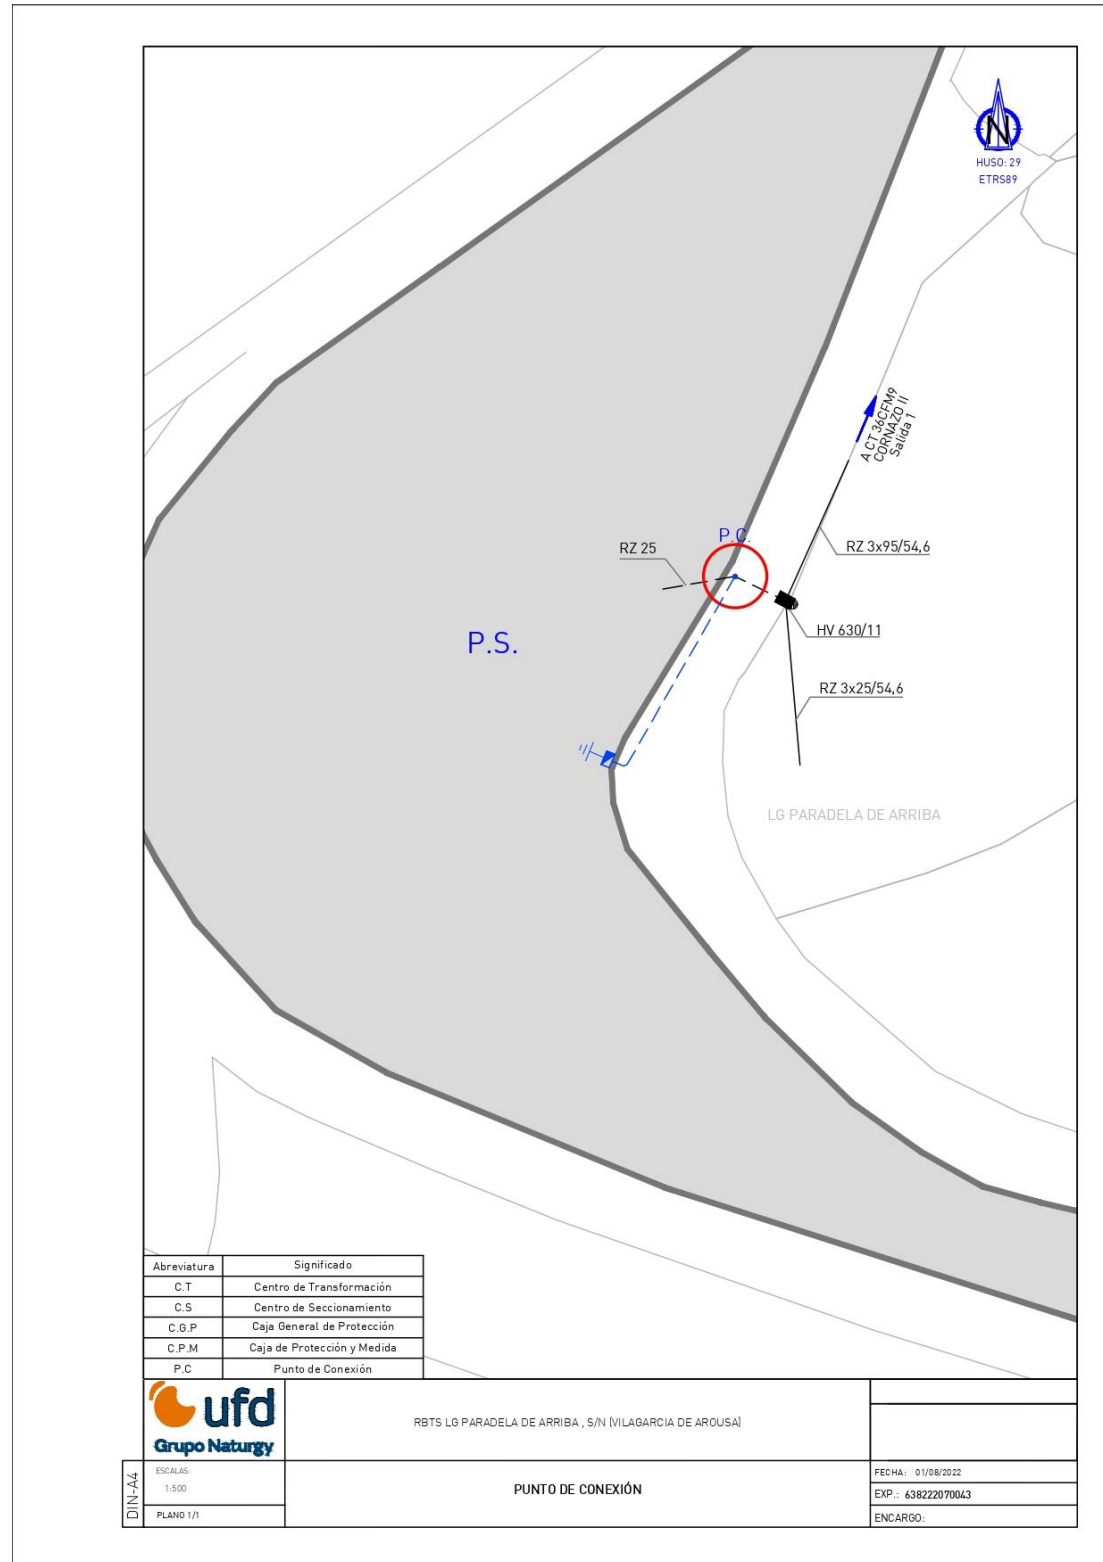 N
HUSO: 29
ETRS89
A CT 36CFM9
CORNAZO II
Salida 1
P.C.
RZ 25
RZ 3x95/54,6
HV 630/11
P.S.
RZ 3x25/54,6
LG PARADELA DE ARRIBA
Abreviatura Significado
C.T Centro de Transformación
C.S Centro de Seccionamiento
C.G.P Caja General de Protección
C.P.M Caja de Protección y Medida
P.C Punto de Conexión
ufd
Grupo Naturgy
RBTS LG PARADELA DE ARRIBA , S/N (VILAGARCIA DE AROUSA)
DIN-A4
ESCALAS:
1:500
PLANO 1/1
PUNTO DE CONEXIÓN
FECHA: 01/08/2022
EXP.: 638222070043
ENCARGO: